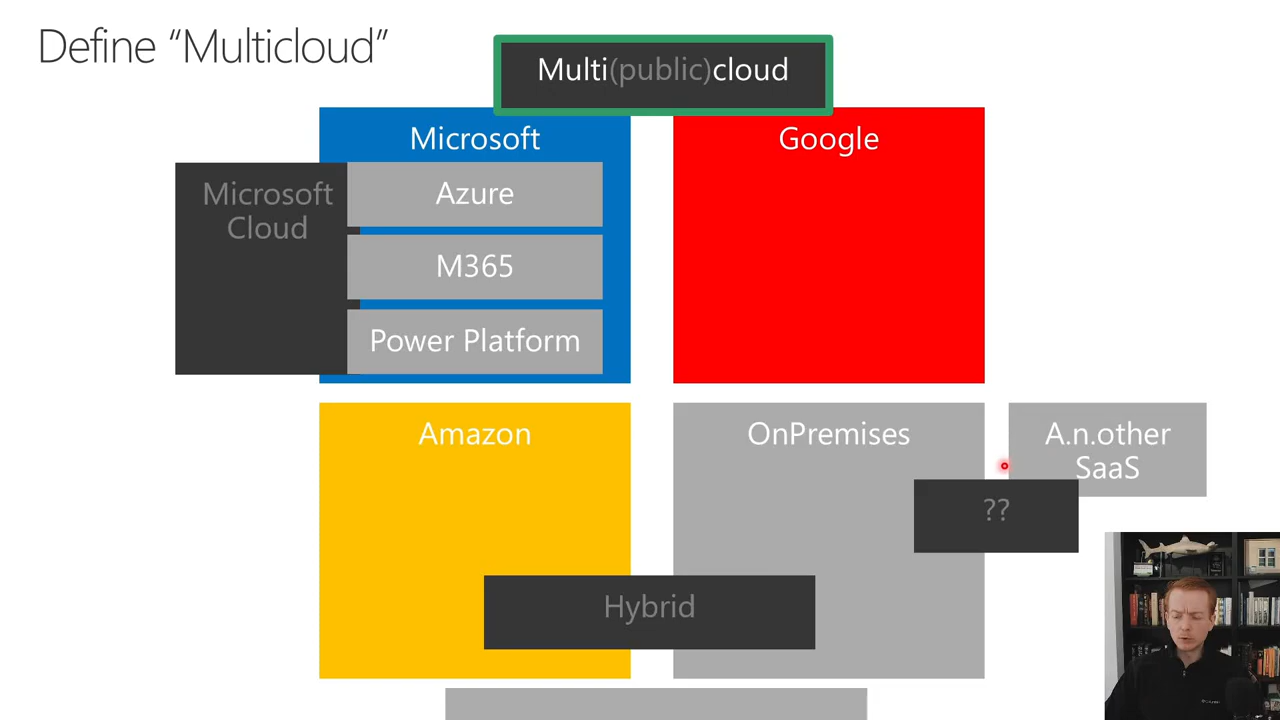 Define “Multicloud”
Multi(public)cloud
Microsoft
Google
Microsoft
Cloud
Azure
M365
Power Platform
Amazon
OnPremises
A.n.other
SaaS
??
Hybrid